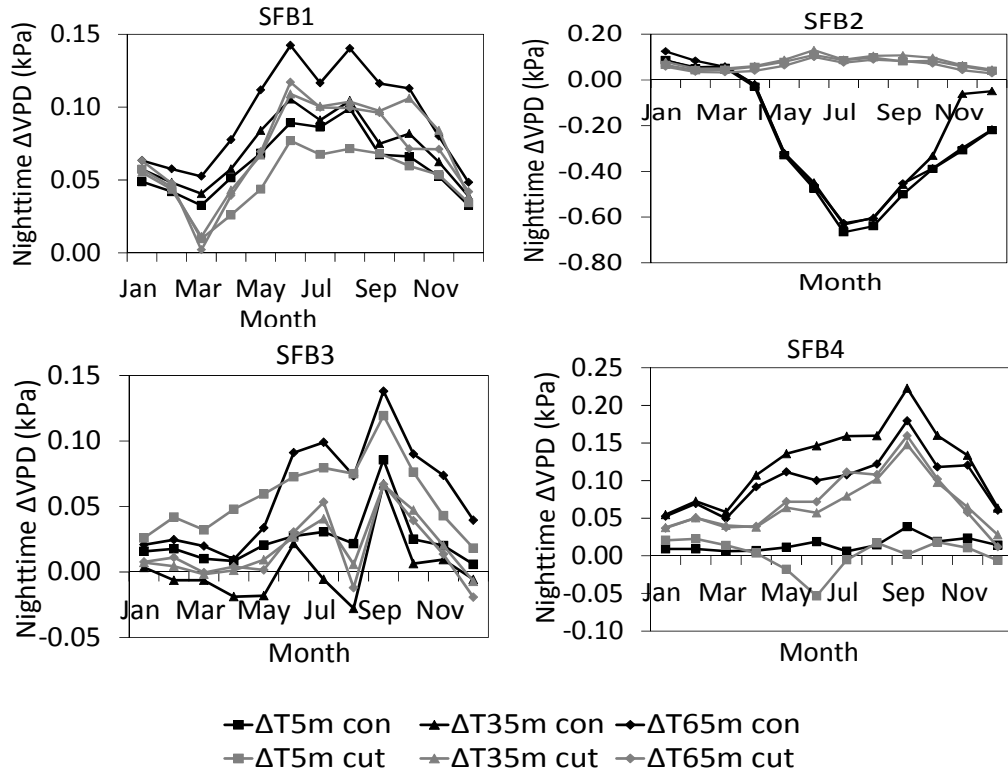 SFB1
Nighttime ΔVPD (kPa)
0.15
0.10
0.05
0.00
Jan Mar May Jul Sep Nov
Month
SFB2
Nighttime ΔVPD (kPa)
0.20
0.00
-0.20
-0.40
-0.60
-0.80
Jan Mar May Jul Sep Nov
Month
SFB3
Nighttime ΔVPD (kPa)
0.15
0.10
0.05
0.00
-0.05
Jan Mar May Jul Sep Nov
Month
SFB4
Nighttime ΔVPD (kPa)
0.25
0.20
0.15
0.10
0.05
0.00
-0.05
-0.10
Jan Mar May Jul Sep Nov
Month
ΔT5m con ΔT35m con ΔT65m con
ΔT5m cut ΔT35m cut ΔT65m cut